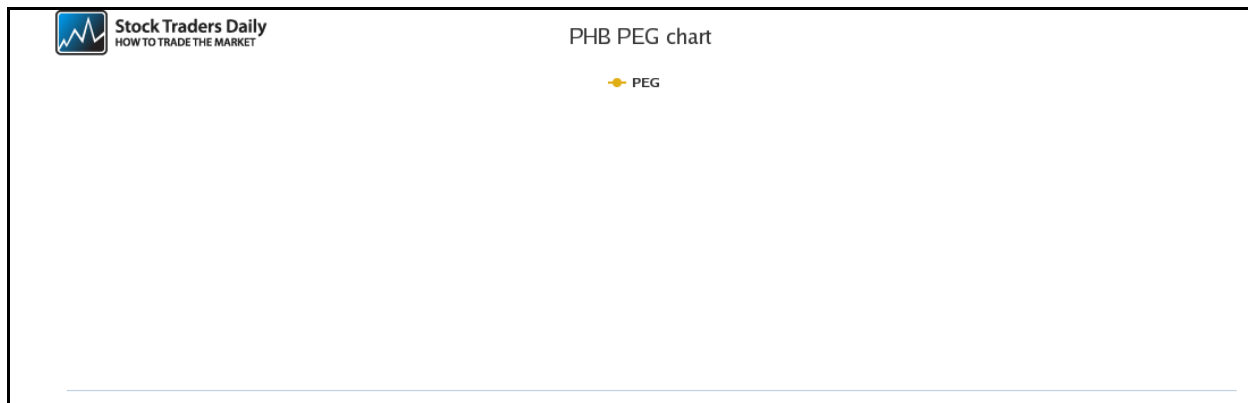 Stock Traders Daily
HOW TO TRADE THE MARKET
PHB PEG chart
PEG